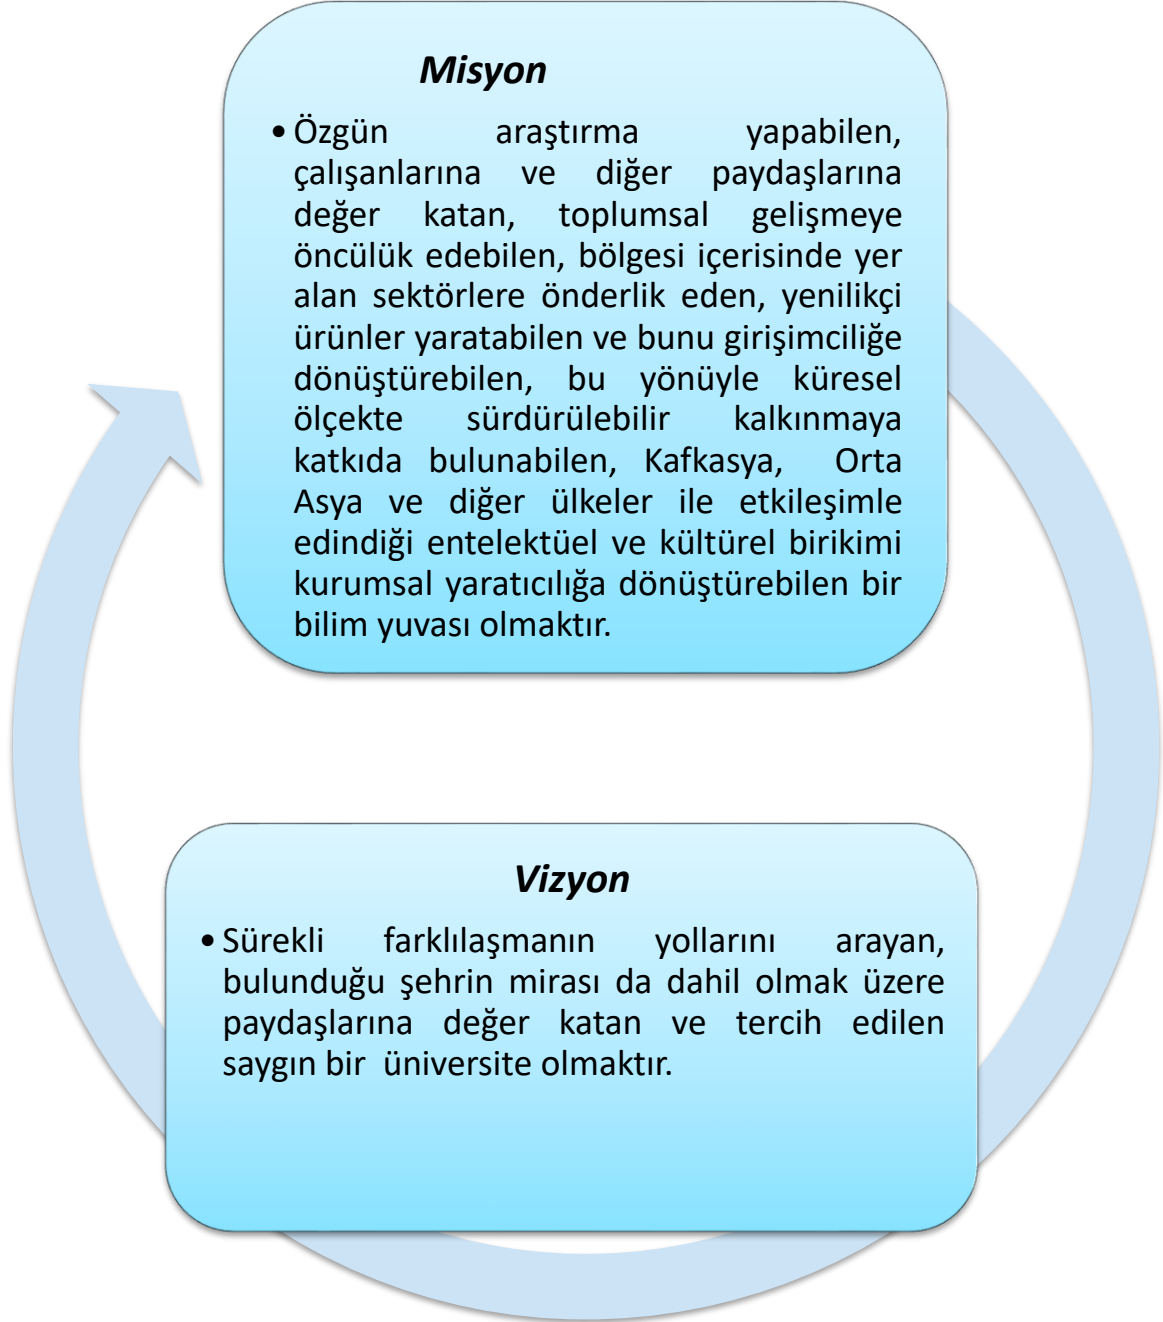 Misyon
• Özgün araştırma yapabilen,
çalışanlarına ve diğer paydaşlarına
değer katan, toplumsal gelişmeye
öncülük edebilen, bölgesi içerisinde yer
alan sektörlere önderlik eden, yenilikçi
ürünler yaratabilen ve bunu girişimciliğe
dönüştürebilen, bu yönüyle küresel
ölçekte sürdürülebilir kalkınmaya
katkıda bulunabilen, Kafkasya, Orta
Asya ve diğer ülkeler ile etkileşimle
edindiği entelektüel ve kültürel birikimi
kurumsal yaratıcılığa dönüştürebilen bir
bilim yuvası olmaktır.
Vizyon
• Sürekli farklılaşmanın yollarını arayan,
bulunduğu şehrin mirası da dahil olmak üzere
paydaşlarına değer katan ve tercih edilen
saygın bir üniversite olmaktır.